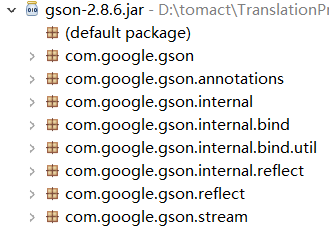 gson-2.8.6.jar - D:\tomact\TranslationPr
(default package)
com.google.gson
com.google.gson.annotations
com.google.gson.internal
com.google.gson.internal.bind
com.google.gson.internal.bind.util
com.google.gson.internal.reflect
com.google.gson.reflect
com.google.gson.stream